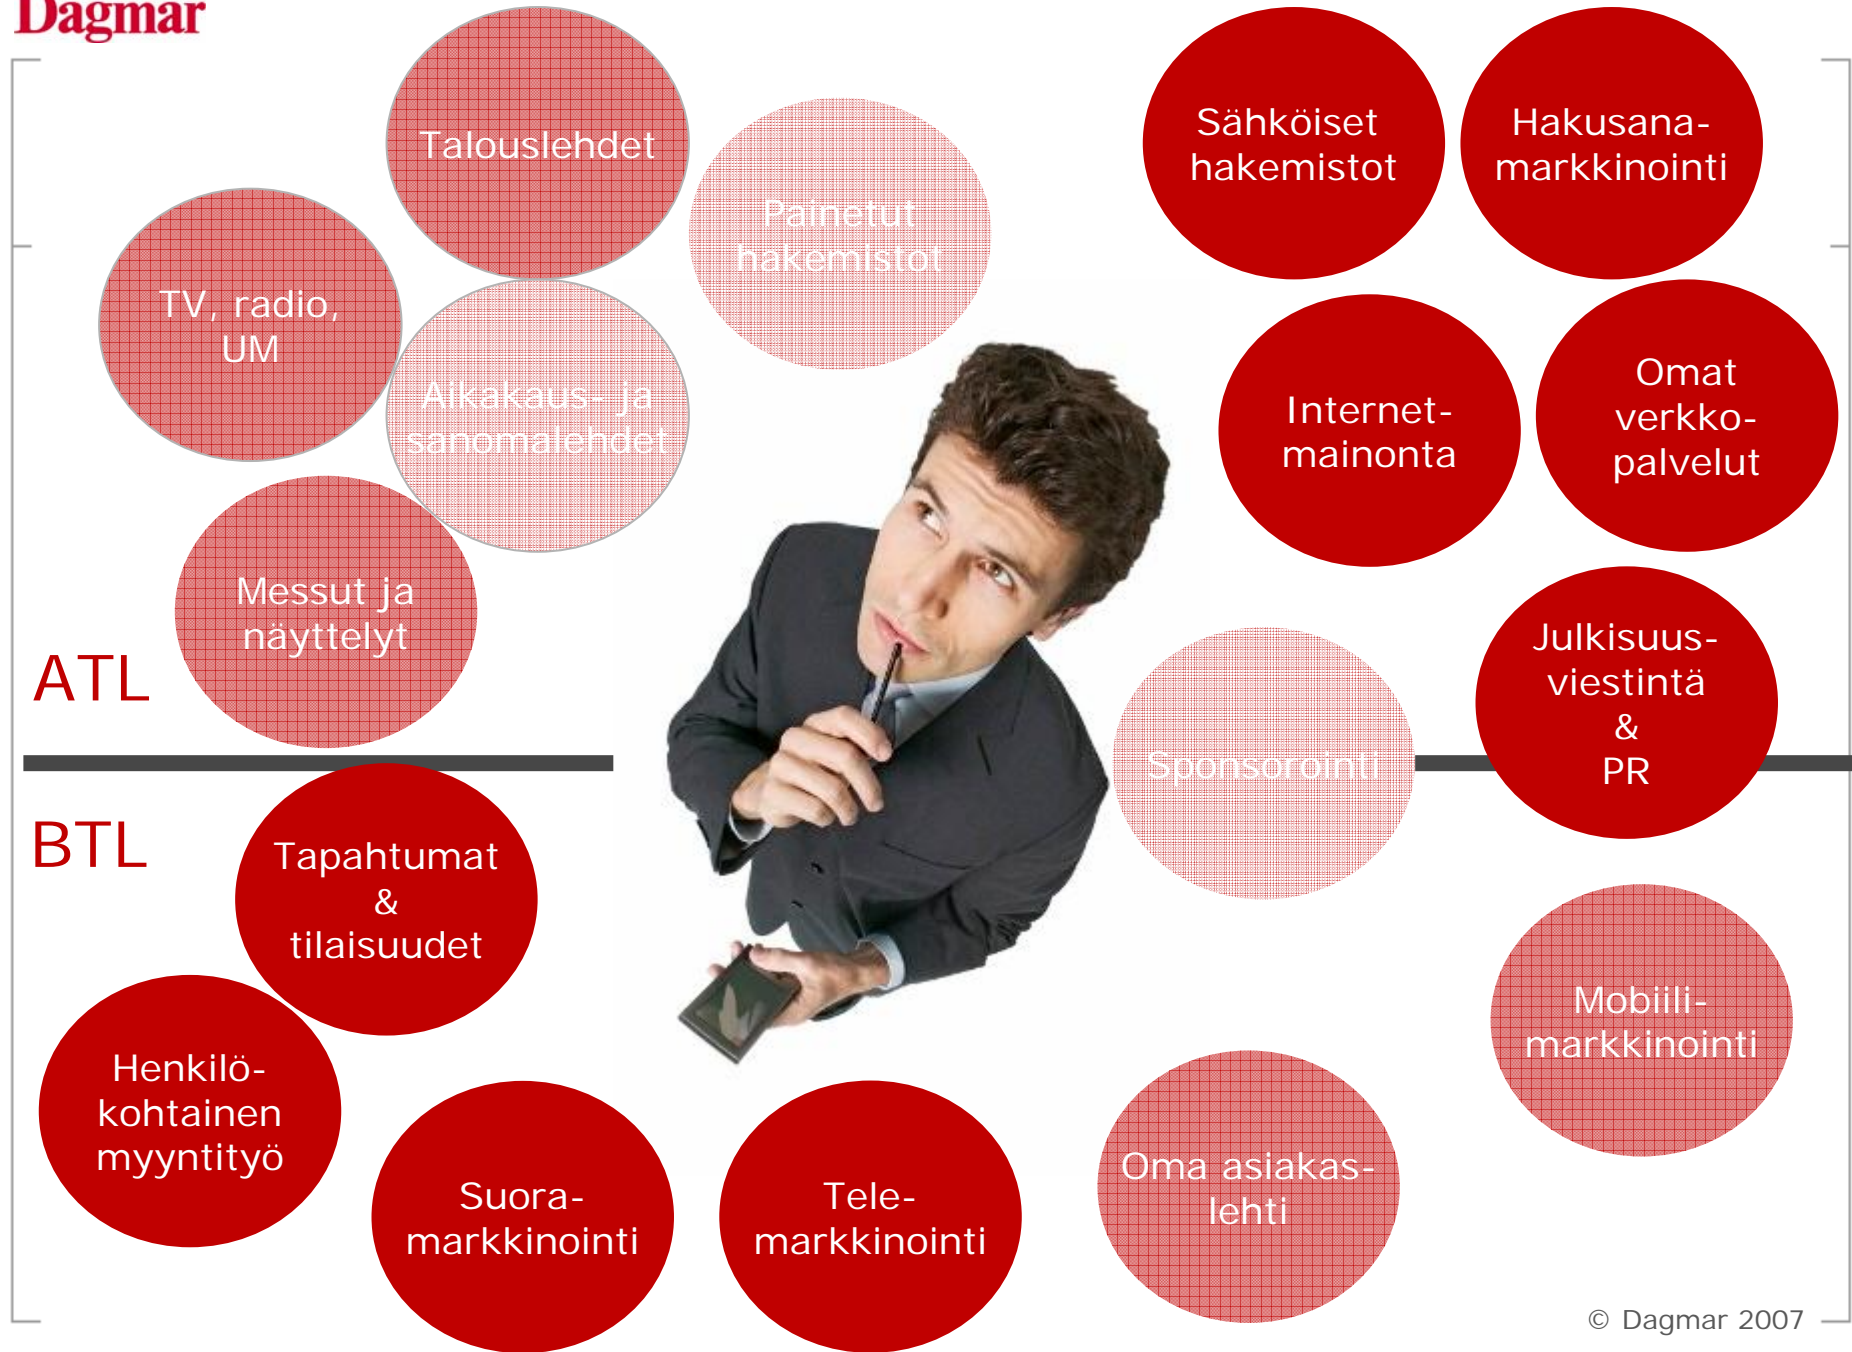 Dagmar
Talouslehdet
Painetut
hakemistot
Sähköiset
hakemistot
Hakusana-
markkinointi
TV, radio,
UM
Aikakaus- ja
sanomalehdet
Internet-
mainonta
Omat
verkko-
palvelut
Messut ja
näyttelyt
ATL
Julkisuus-
viestintä
&
PR
Sponsorointi
BTL
Tapahtumat
&
tilaisuudet
Mobiili-
markkinointi
Henkilö-
kohtainen
myyntityö
Suora-
markkinointi
Tele-
markkinointi
Oma asiakas-
lehti
© Dagmar 2007